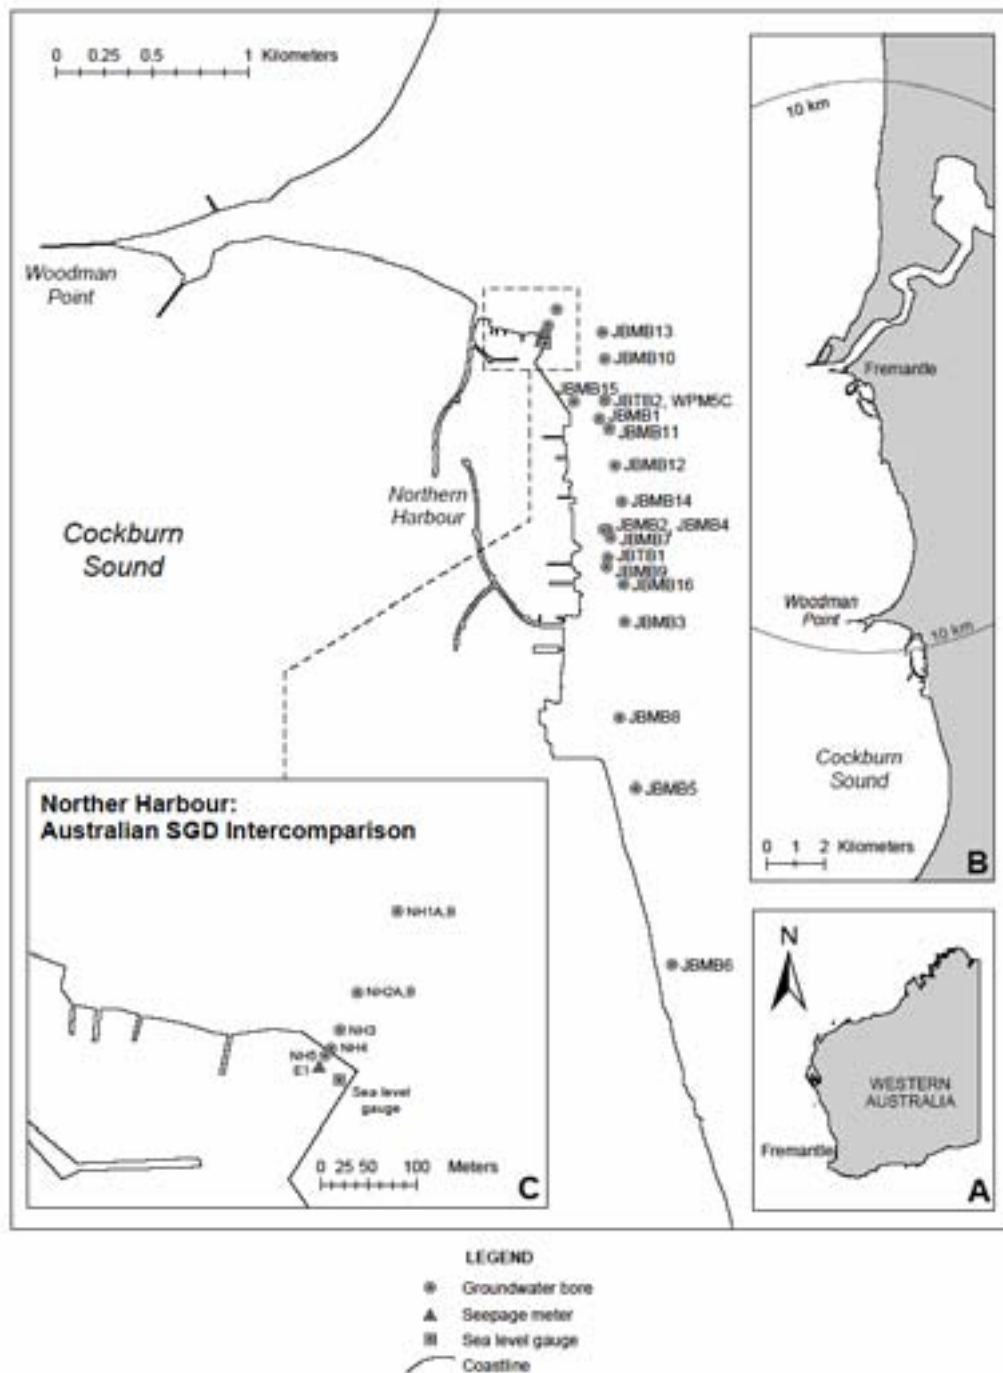 0 0.25 0.5 1 Kilometers
Woodman
Point
Cockburn
Sound
Northern
Harbour
JBMB13
JBMB10
JBMB15
JBTB2, WPM5C
JBMB1
JBMB11
JBMB12
JBMB14
JBMB2, JBMB4
JBMB7
JBTB1
JBMB9
JBMB16
JBMB3
JBMB8
JBMB5
JBMB6
Norther Harbour:
Australian SGD Intercomparison
NH1A,B
NH2A,B
NH3
NH4
NH5
E1
Sea level
gauge
0 25 50 100 Meters
C
10 km
Fremantle
Woodman
Point
10 km
Cockburn
Sound
0 1 2 Kilometers
B
N
WESTERN
AUSTRALIA
Fremantle
A
LEGEND
Groundwater bore
Seepage meter
Sea level gauge
Coastline